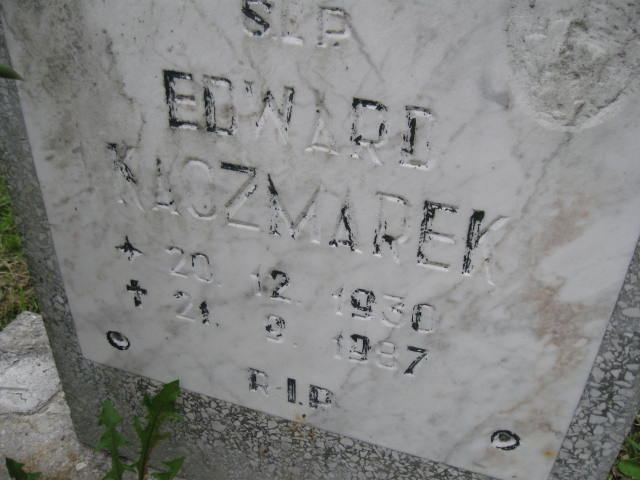 Ś.P.
EDWARD
KACZMAREK
20. 12. 1930
21. 9. 1987
R.I.P